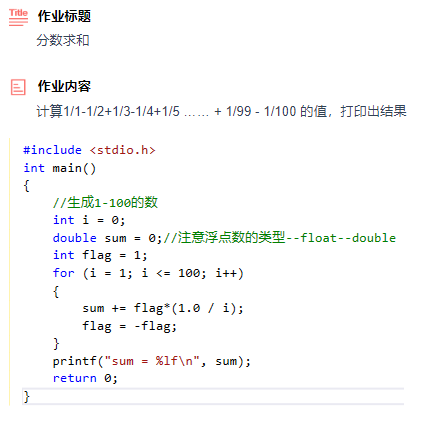 Title
作业标题
分数求和
作业内容
计算1/1-1/2+1/3-1/4+1/5 …… + 1/99 - 1/100 的值，打印出结果
#include <stdio.h>
int main()
{
    //生成1-100的数
    int i = 0;
    double sum = 0;//注意浮点数的类型--float--double
    int flag = 1;
    for (i = 1; i <= 100; i++)
    {
        sum += flag*(1.0 / i);
        flag = -flag;
    }
    printf("sum = %lf\n", sum);
    return 0;
}